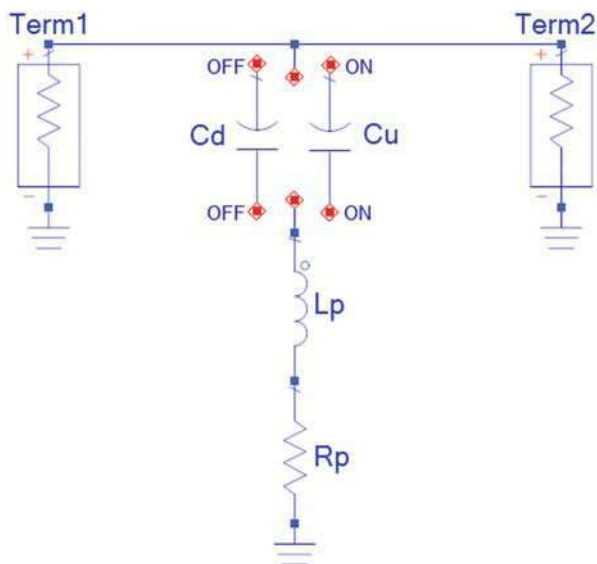 Term1 Term2
+ OFF ON +
Cd Cu
- OFF ON -
Lp
Rp